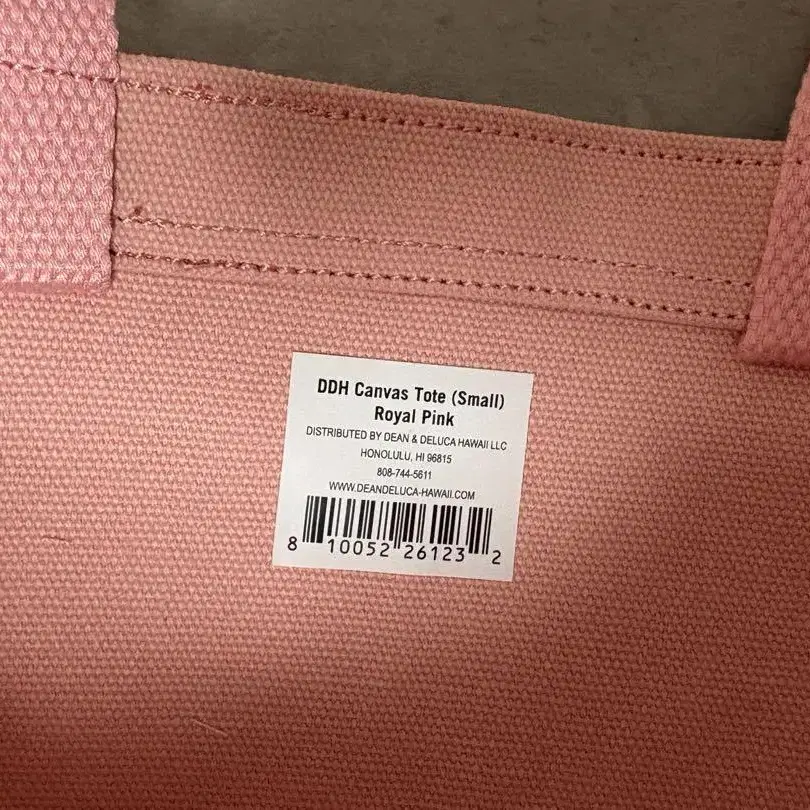 DDH Canvas Tote (Small)
Royal Pink
DISTRIBUTED BY DEAN & DELUCA HAWAII LLC
HONOLULU, HI 96815
808-744-5611
WWW.DEANDELUCA-HAWAII.COM
8 10052 26123 2